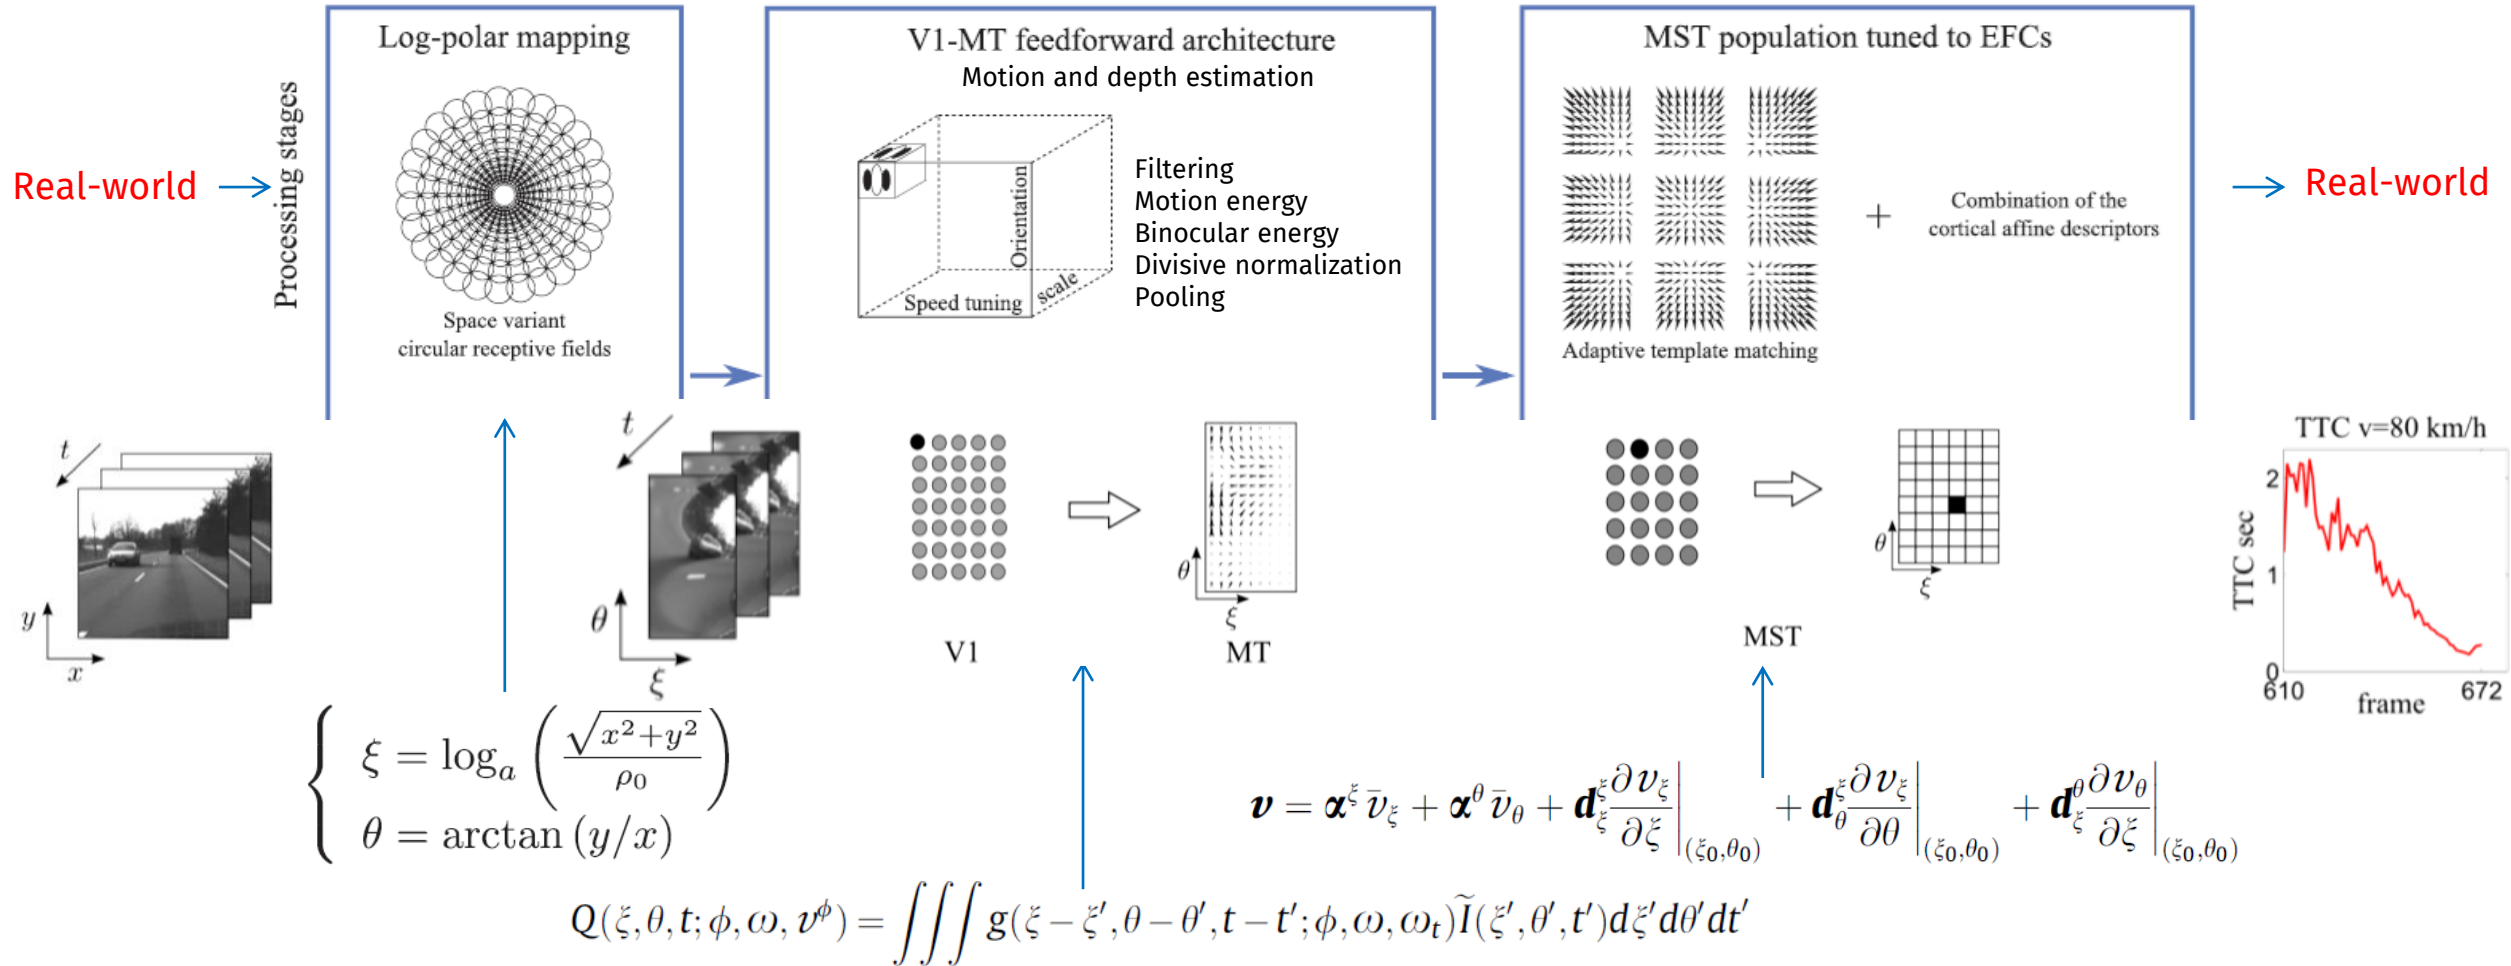 Real-world
Processing stages
Log-polar mapping
Space variant
circular receptive fields
V1-MT feedforward architecture
Motion and depth estimation
Orientation
Speed tuning
scale
Filtering
Motion energy
Binocular energy
Divisive normalization
Pooling
MST population tuned to EFCs
Adaptive template matching
+
Combination of the
cortical affine descriptors
Real-world
t
y
x
t
θ
ξ
V1
θ
ξ
MT
MST
θ
ξ
TTC v=80 km/h
TTC sec
2
1
0
610
672
frame
ξ = log_a (√(x²+y²) / ρ₀)
θ = arctan (y/x)
𝒗 = 𝜶^ξ v̄_ξ + 𝜶^θ v̄_θ + 𝐝^ξ_ξ ∂v_ξ/∂ξ |_(ξ₀,θ₀) + 𝐝^ξ_θ ∂v_ξ/∂θ |_(ξ₀,θ₀) + 𝐝^θ_ξ ∂v_θ/∂ξ |_(ξ₀,θ₀)
Q(ξ,θ,t;ϕ,ω,v^ϕ) = ∭ g(ξ − ξ′,θ − θ′,t − t′;ϕ,ω,ω_t)Ĩ(ξ′,θ′,t′)dξ′dθ′dt′